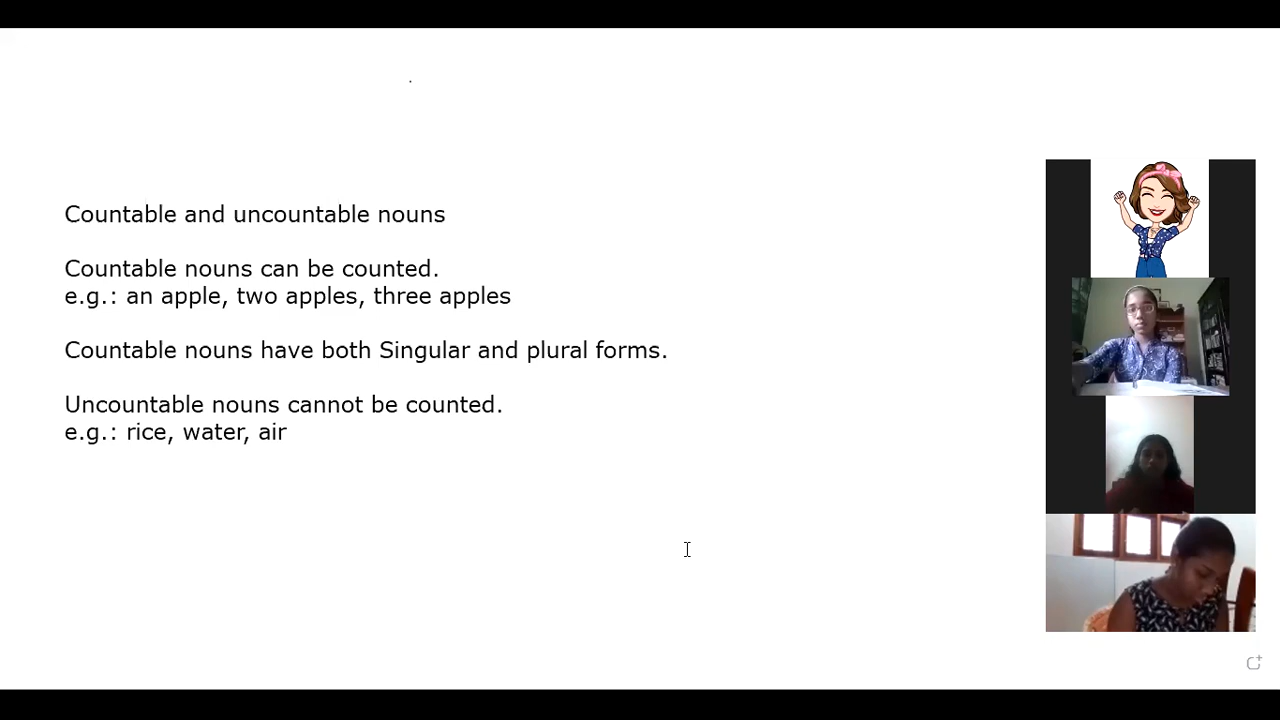 Countable and uncountable nouns
Countable nouns can be counted.
e.g.: an apple, two apples, three apples
Countable nouns have both Singular and plural forms.
Uncountable nouns cannot be counted.
e.g.: rice, water, air